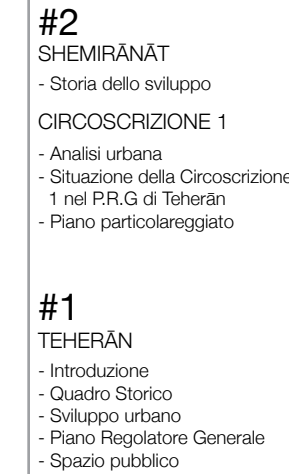 #2
SHEMIRĀNĀT
- Storia dello sviluppo
CIRCOSCRIZIONE 1
- Analisi urbana
- Situazione della Circoscrizione
1 nel P.R.G di Teherān
- Piano particolareggiato
#1
TEHERĀN
- Introduzione
- Quadro Storico
- Sviluppo urbano
- Piano Regolatore Generale
- Spazio pubblico